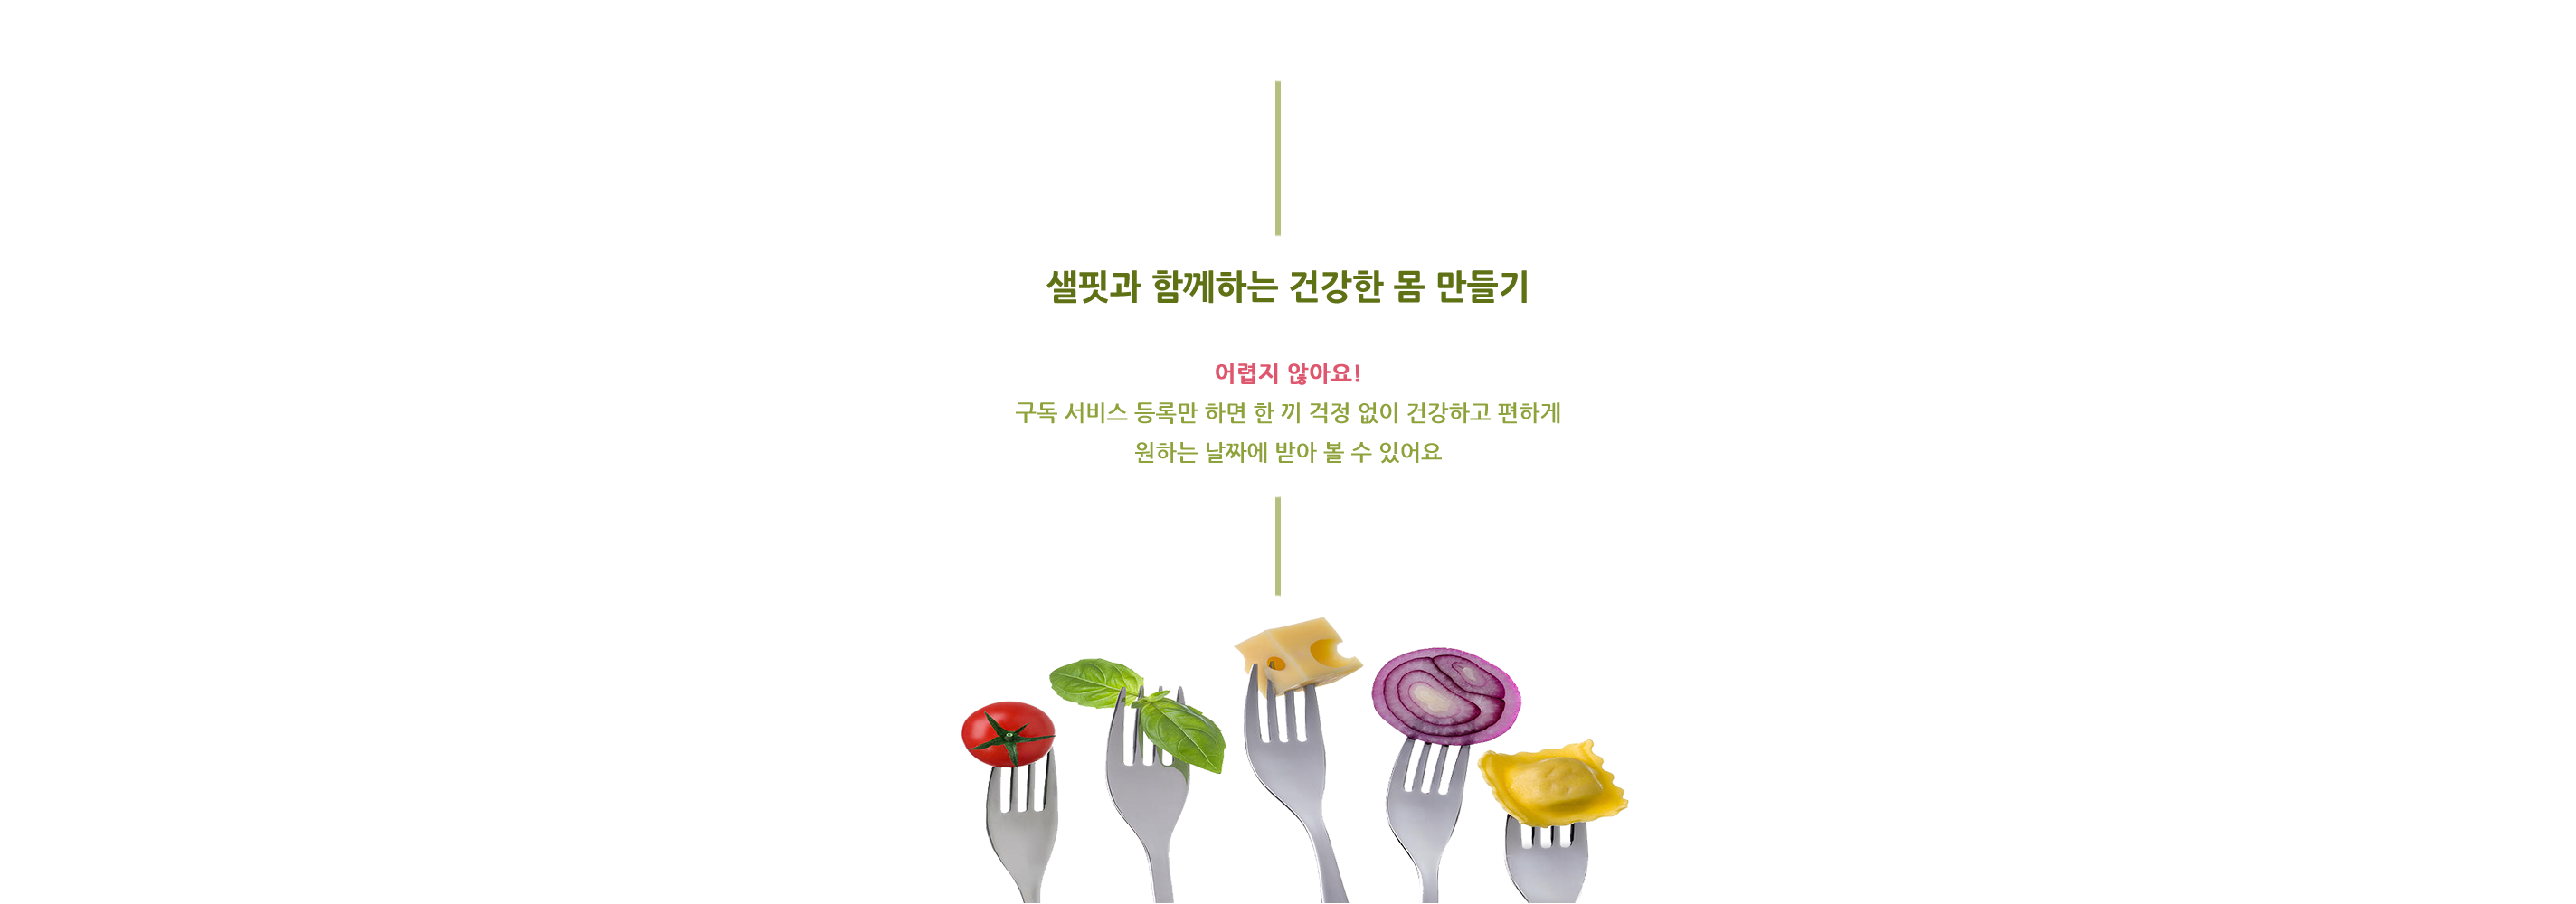 샐핏과 함께하는 건강한 몸 만들기
어렵지 않아요!
구독 서비스 등록만 하면 한 끼 걱정 없이 건강하고 편하게
원하는 날짜에 받아 볼 수 있어요